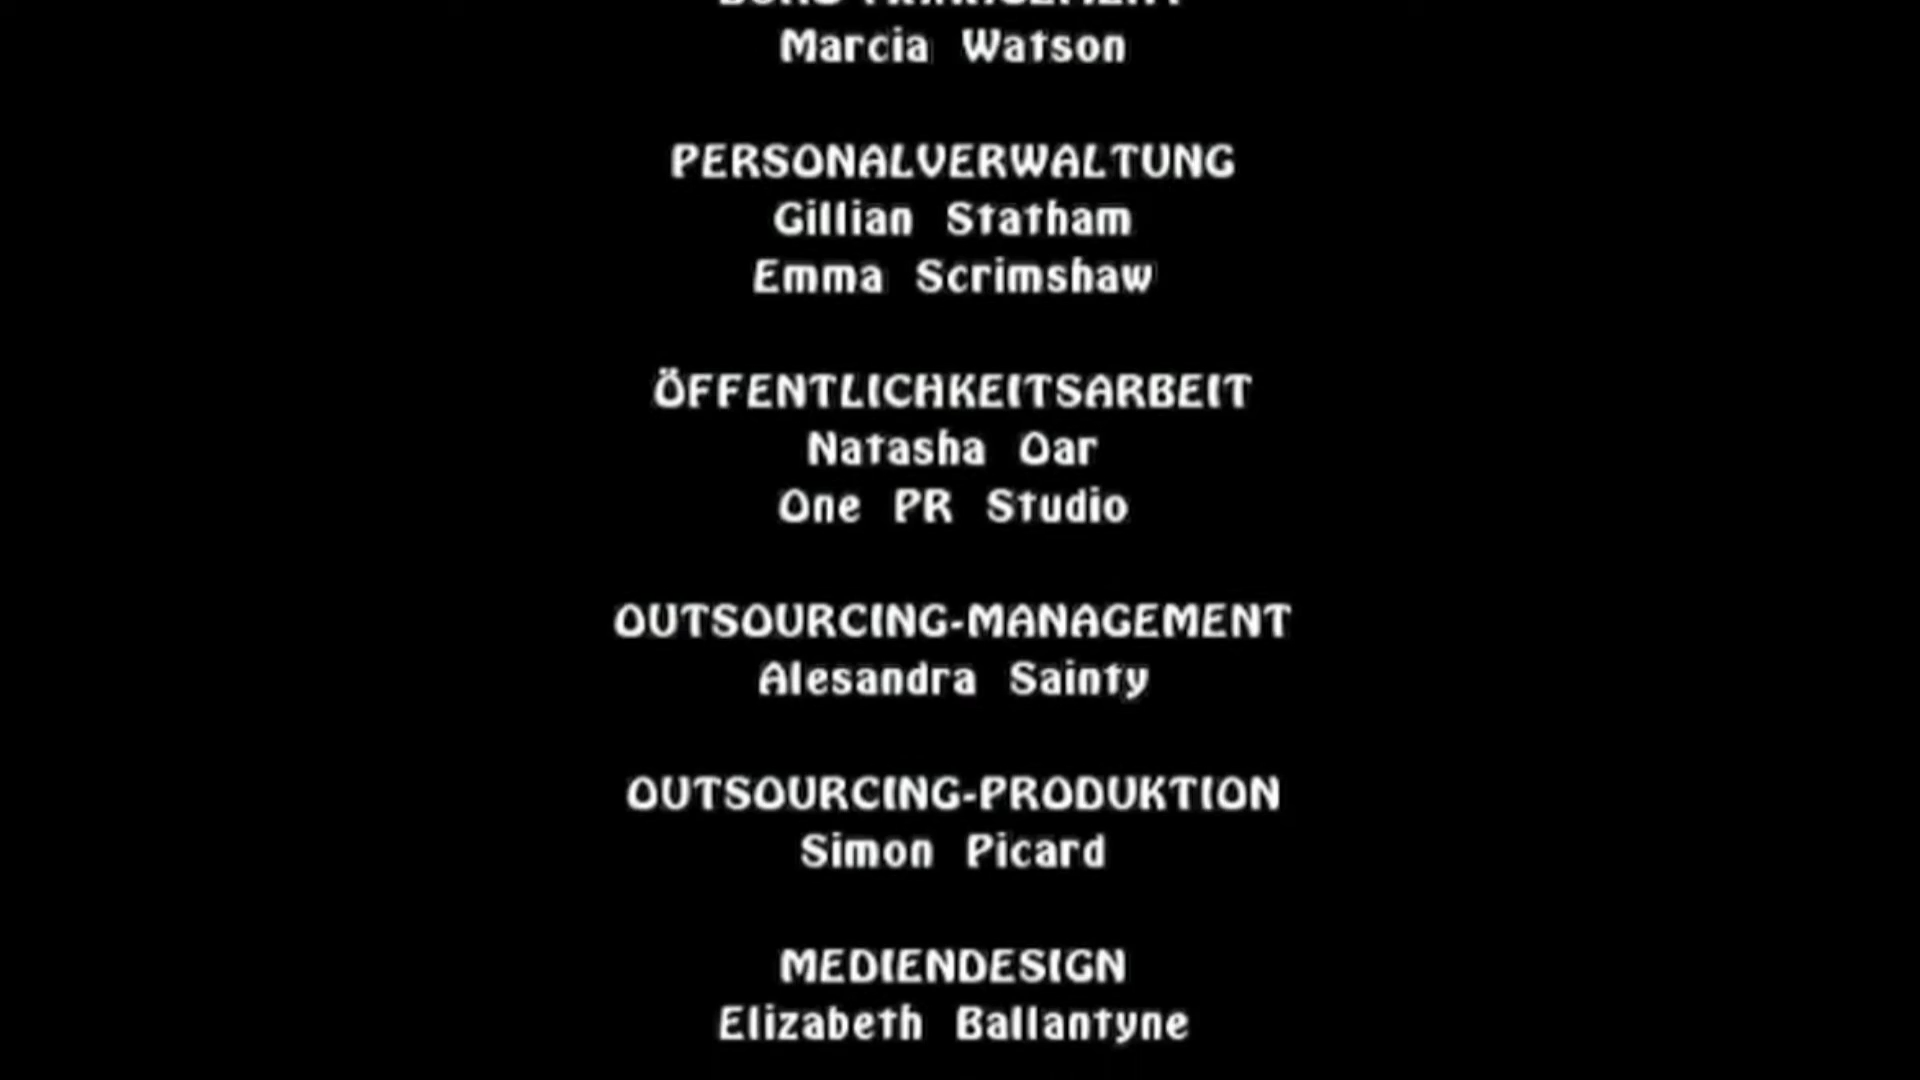 Marcia Watson
PERSONALVERWALTUNG
Gillian Statham
Emma Scrimshaw
ÖFFENTLICHKEITSARBEIT
Natasha Oar
One PR Studio
OUTSOURCING-MANAGEMENT
Alesandra Sainty
OUTSOURCING-PRODUKTION
Simon Picard
MEDIENDESIGN
Elizabeth Ballantyne